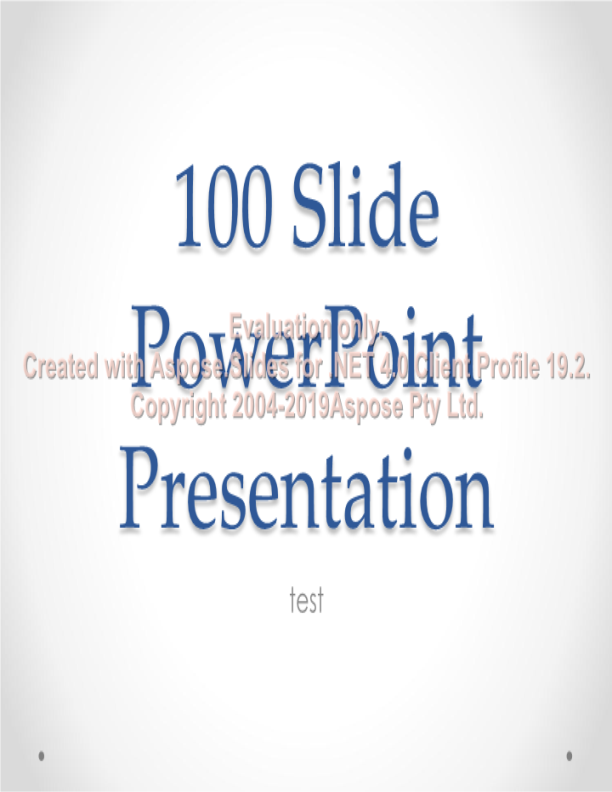 100 Slide
PowerPoint
Evaluation only.
Created with Aspose.Slides for .NET 4.0 Client Profile 19.2.
Copyright 2004-2019Aspose Pty Ltd.
Presentation
test